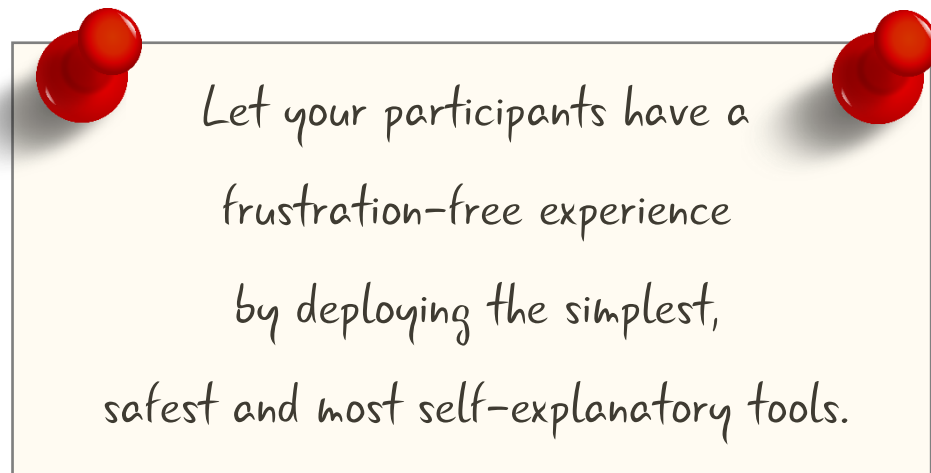 Let your participants have a
frustration-free experience
by deploying the simplest,
safest and most self-explanatory tools.